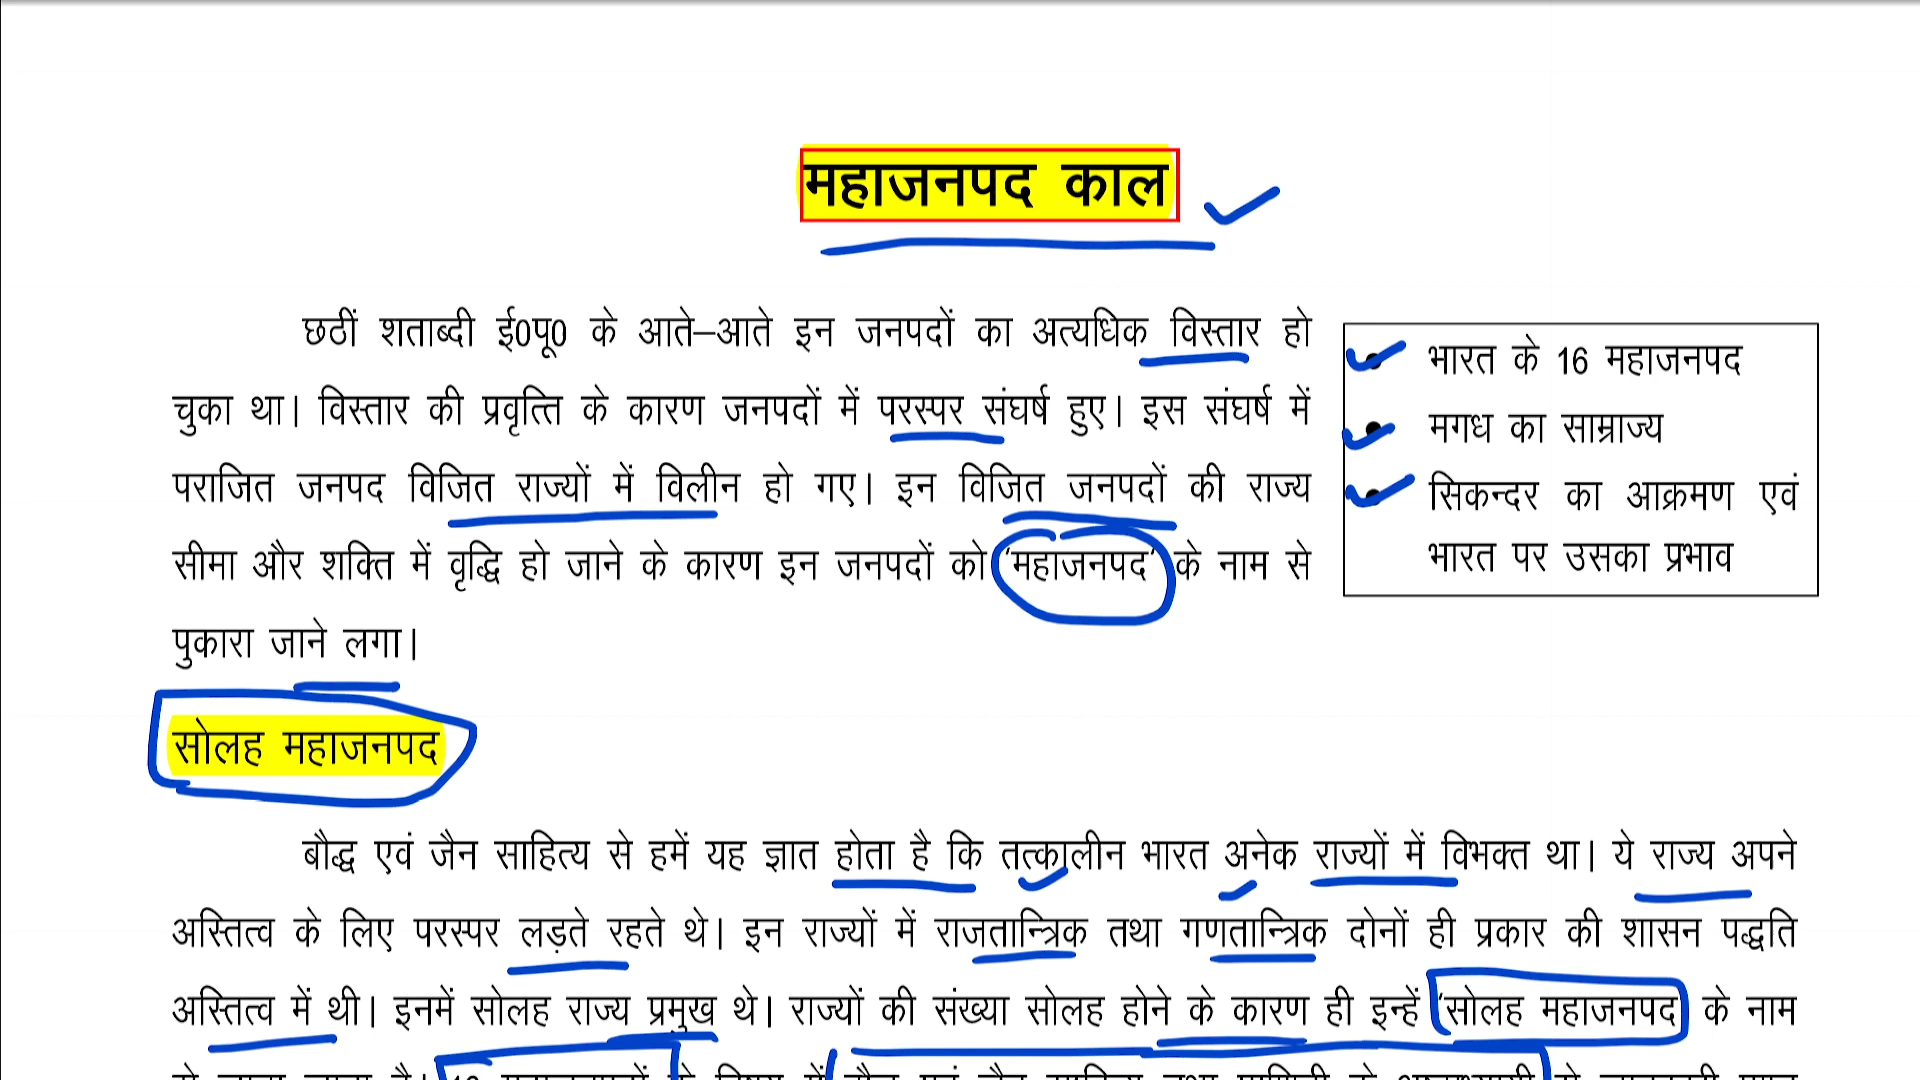 महाजनपद काल
छठीं शताब्दी ई0पू0 के आते–आते इन जनपदों का अत्यधिक विस्तार हो
चुका था। विस्तार की प्रवृत्ति के कारण जनपदों में परस्पर संघर्ष हुए। इस संघर्ष में
पराजित जनपद विजित राज्यों में विलीन हो गए। इन विजित जनपदों की राज्य
सीमा और शक्ति में वृद्धि हो जाने के कारण इन जनपदों को 'महाजनपद' के नाम से
पुकारा जाने लगा।
भारत के 16 महाजनपद
मगध का साम्राज्य
सिकन्दर का आक्रमण एवं
भारत पर उसका प्रभाव
सोलह महाजनपद
बौद्ध एवं जैन साहित्य से हमें यह ज्ञात होता है कि तत्कालीन भारत अनेक राज्यों में विभक्त था। ये राज्य अपने
अस्तित्व के लिए परस्पर लड़ते रहते थे। इन राज्यों में राजतान्त्रिक तथा गणतान्त्रिक दोनों ही प्रकार की शासन पद्धति
अस्तित्व में थी। इनमें सोलह राज्य प्रमुख थे। राज्यों की संख्या सोलह होने के कारण ही इन्हें 'सोलह महाजनपद के नाम